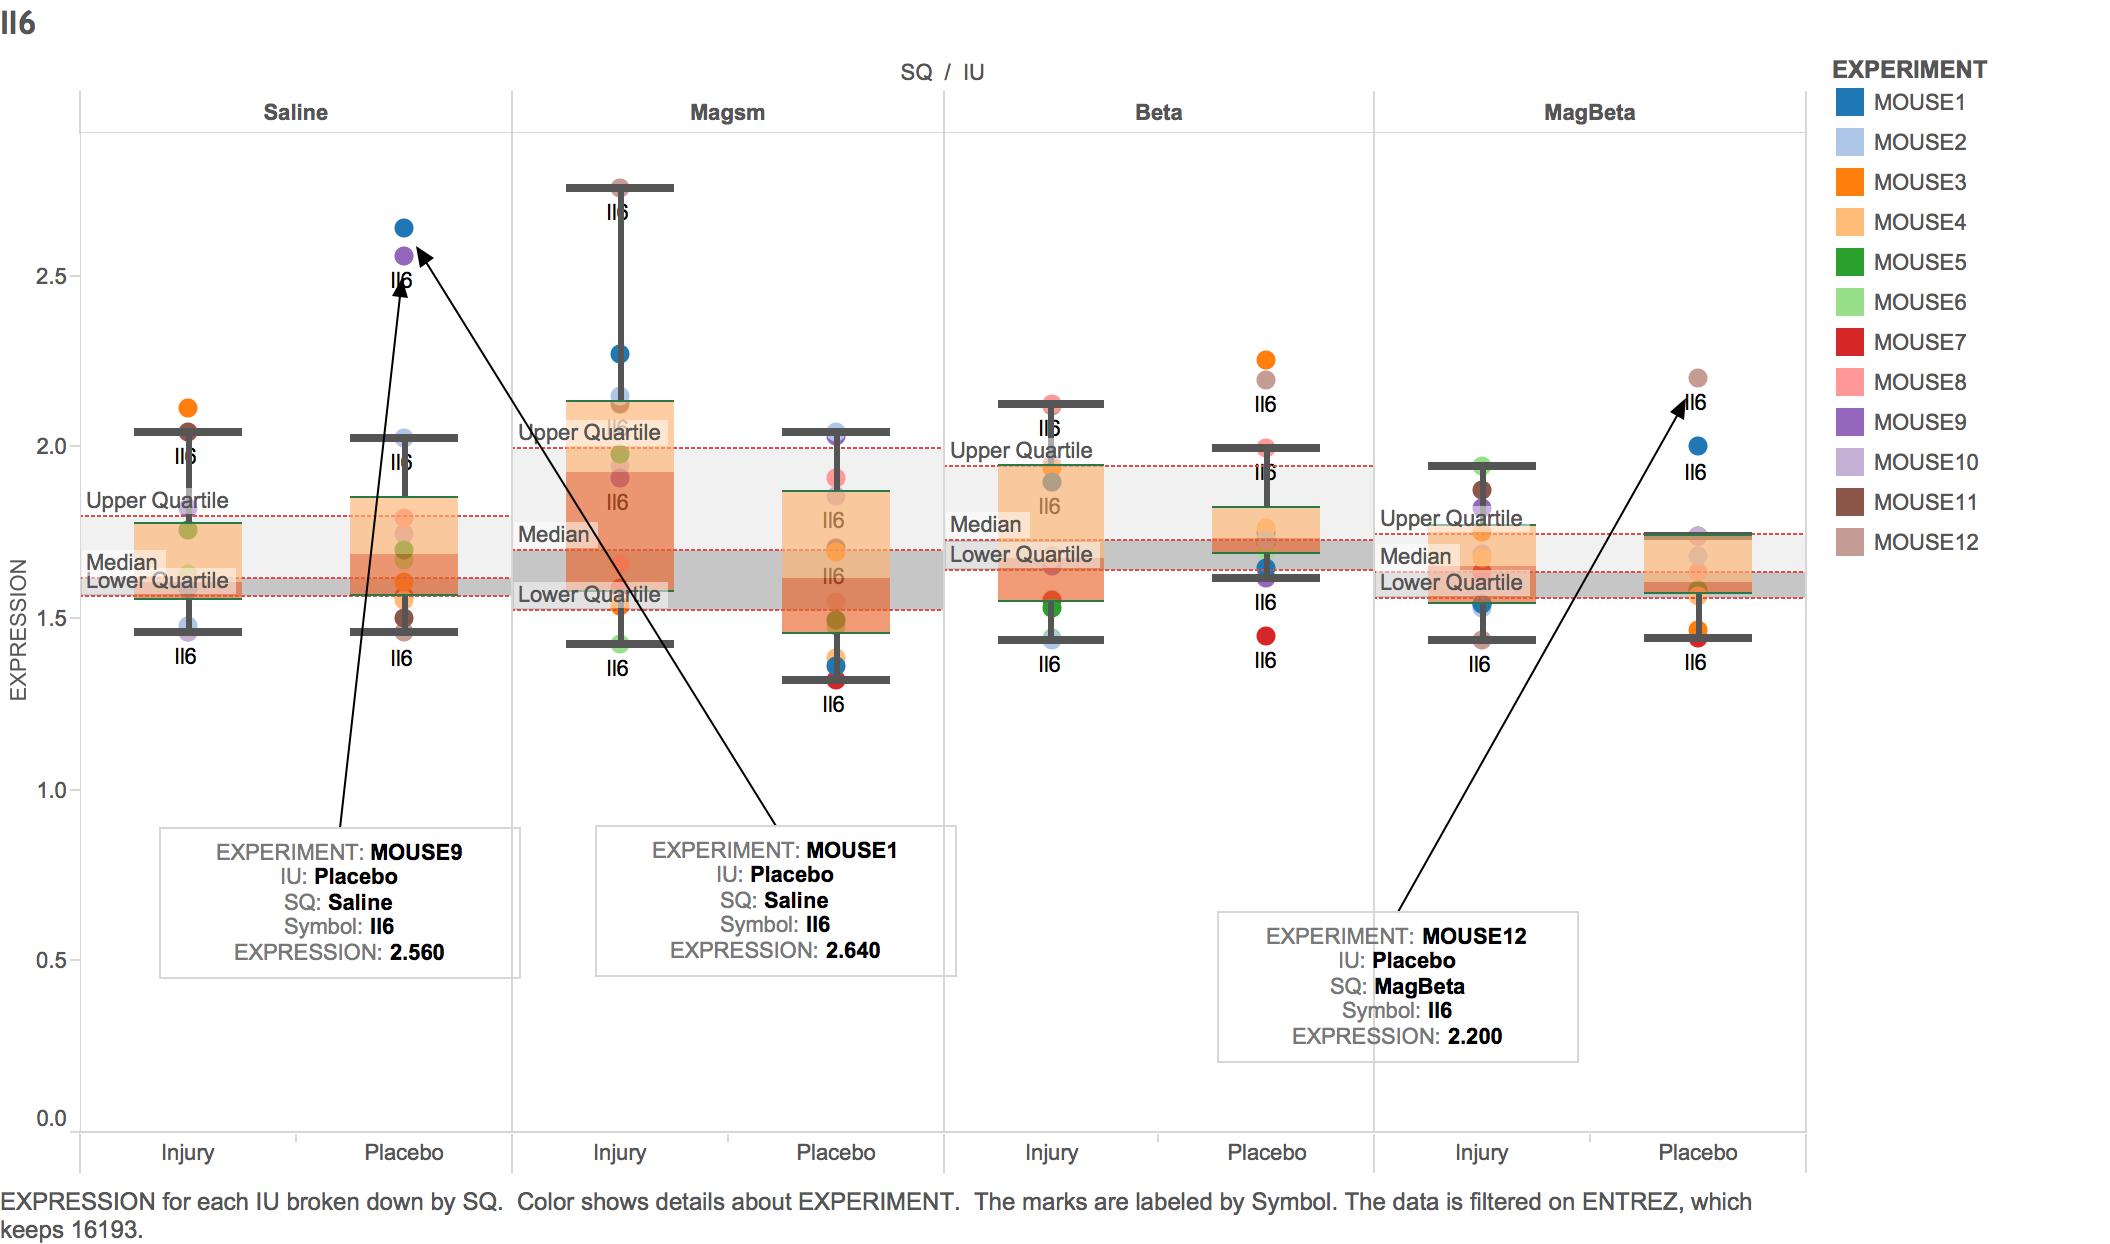 Il6
SQ / IU
Saline
Magsm
Beta
MagBeta
EXPRESSION
2.5
2.0
1.5
1.0
0.5
0.0
Il6
Upper Quartile
Median
Lower Quartile
Il6
Il6
Il6
Il6
Il6
Upper Quartile
Il6
Median
Lower Quartile
Il6
Il6
Il6
Il6
Il6
Upper Quartile
Il6
Median
Lower Quartile
Il6
Il6
Il6
Il6
Il6
Upper Quartile
Median
Lower Quartile
Il6
Il6
Il6
Il6
EXPERIMENT: MOUSE9
IU: Placebo
SQ: Saline
Symbol: Il6
EXPRESSION: 2.560
EXPERIMENT: MOUSE1
IU: Placebo
SQ: Saline
Symbol: Il6
EXPRESSION: 2.640
EXPERIMENT: MOUSE12
IU: Placebo
SQ: MagBeta
Symbol: Il6
EXPRESSION: 2.200
Injury
Placebo
Injury
Placebo
Injury
Placebo
Injury
Placebo
EXPERIMENT
MOUSE1
MOUSE2
MOUSE3
MOUSE4
MOUSE5
MOUSE6
MOUSE7
MOUSE8
MOUSE9
MOUSE10
MOUSE11
MOUSE12
EXPRESSION for each IU broken down by SQ. Color shows details about EXPERIMENT. The marks are labeled by Symbol. The data is filtered on ENTREZ, which
keeps 16193.